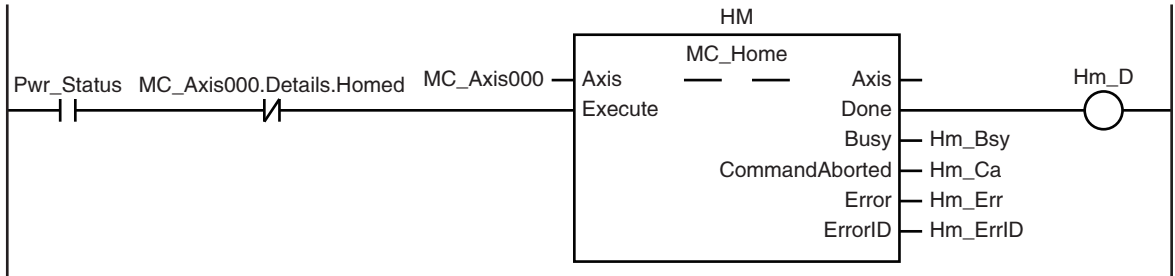 HM
MC_Home
Pwr_Status MC_Axis000.Details.Homed MC_Axis000 Axis Axis Hm_D
Execute Done
Busy Hm_Bsy
CommandAborted Hm_Ca
Error Hm_Err
ErrorID Hm_ErrID